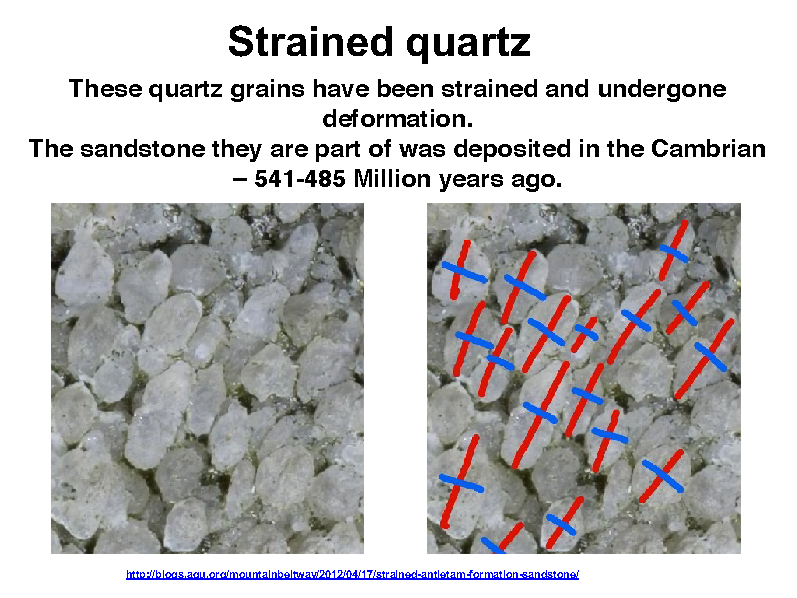 Strained quartz
These quartz grains have been strained and undergone
deformation.
The sandstone they are part of was deposited in the Cambrian
– 541-485 Million years ago.
http://blogs.agu.org/mountainbeltway/2012/04/17/strained-antietam-formation-sandstone/